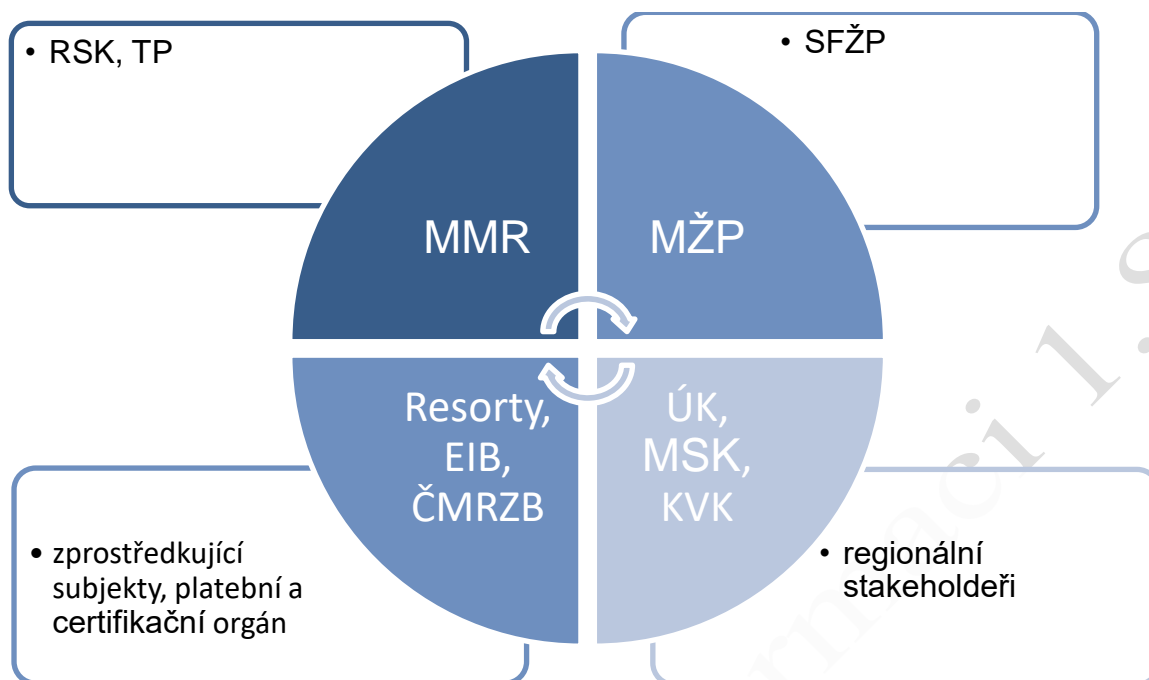 • RSK, TP
• SFŽP
MMR
MŽP
Resorty,
EIB,
ČMRZB
ÚK,
MSK,
KVK
• zprostředkující
subjekty, platební a
certifikační orgán
• regionální
stakeholdeři